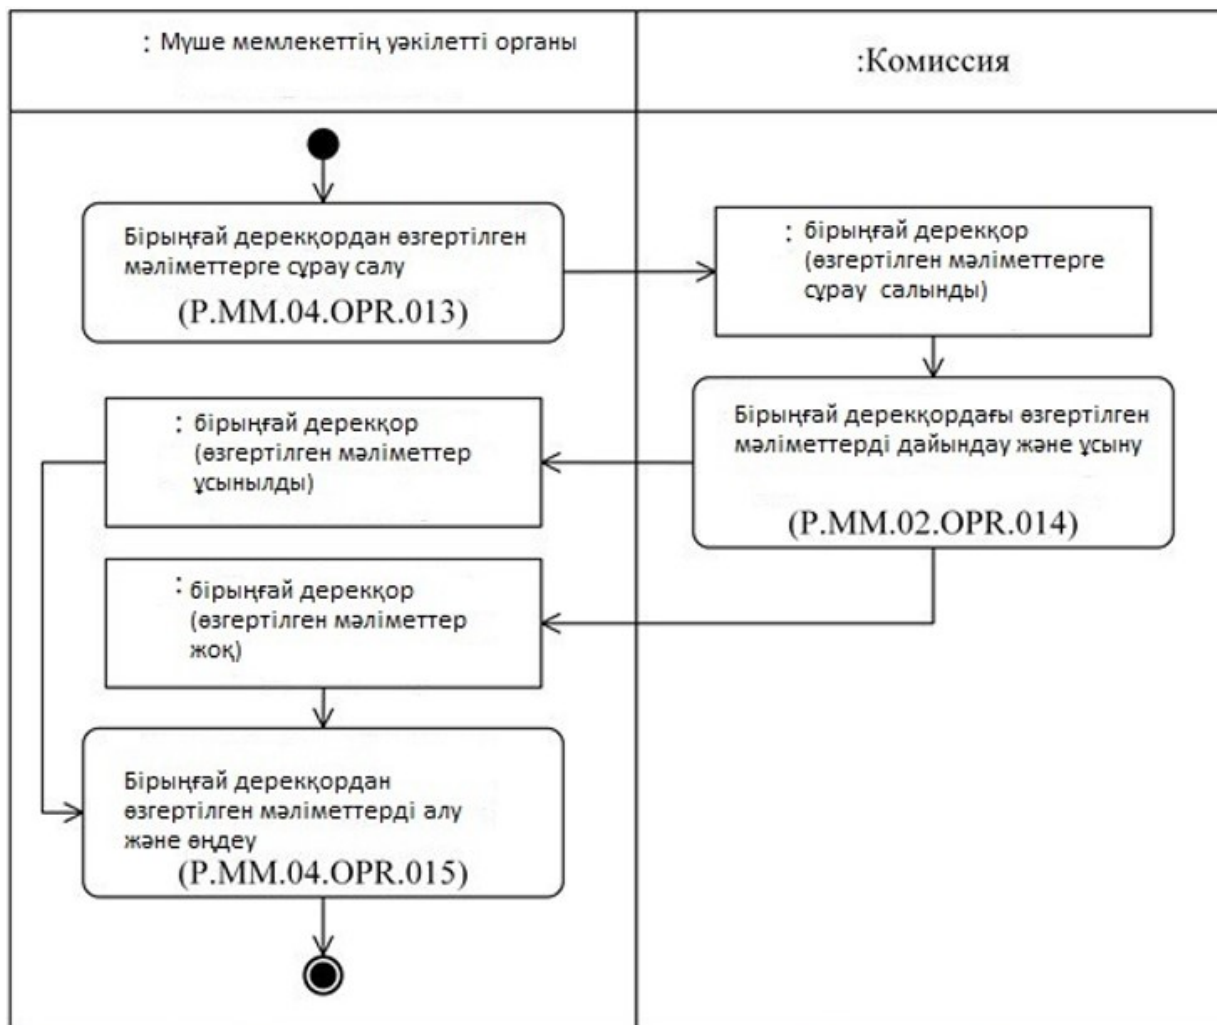 : Мүше мемлекеттің уәкілетті органы
:Комиссия
Бірыңғай дерекқордан өзгертілген
мәліметтерге сұрау салу
(P.MM.04.OPR.013)
: бірыңғай дерекқор
(өзгертілген мәліметтерге
сұрау салынды)
: бірыңғай дерекқор
(өзгертілген мәліметтер
ұсынылды)
Бірыңғай дерекқордағы өзгертілген
мәліметтерді дайындау және ұсыну
(P.MM.02.OPR.014)
: бірыңғай дерекқор
(өзгертілген мәліметтер
жоқ)
Бірыңғай дерекқордан
өзгертілген мәліметтерді алу
және өңдеу
(P.MM.04.OPR.015)